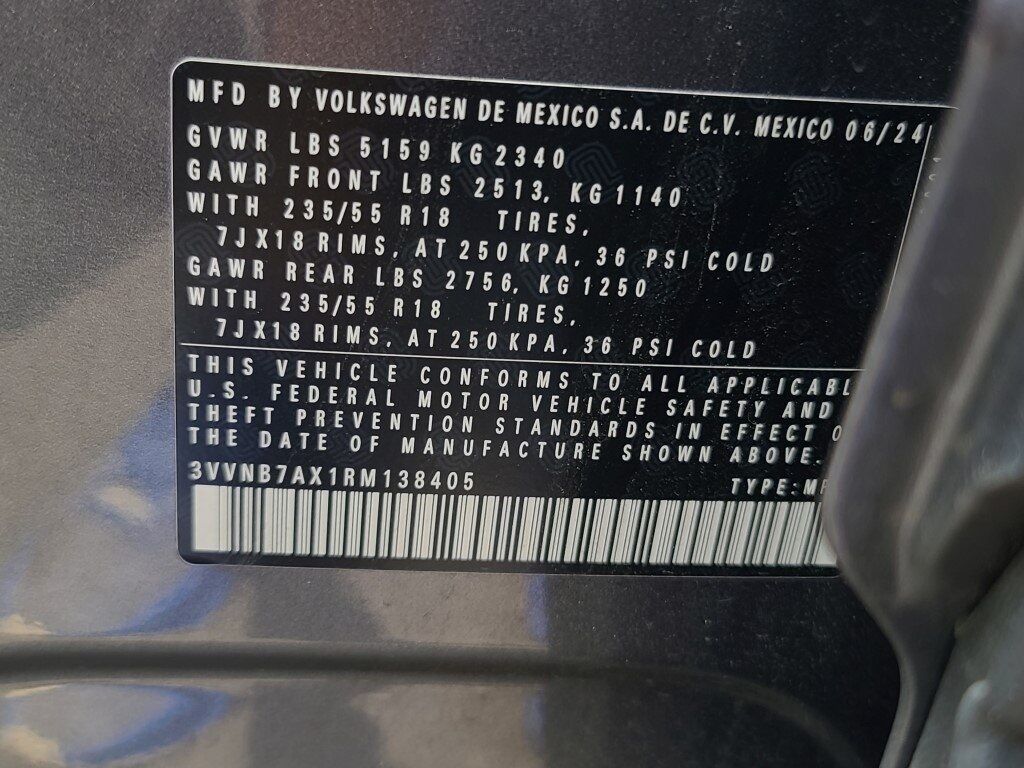 MFD BY VOLKSWAGEN DE MEXICO S.A. DE C.V. MEXICO 06/24
GVWR LBS 5159 KG 2340
GAWR FRONT LBS 2513, KG 1140
WITH 235/55 R18 TIRES,
7JX18 RIMS, AT 250 KPA, 36 PSI COLD
GAWR REAR LBS 2756, KG 1250
WITH 235/55 R18 TIRES,
7JX18 RIMS, AT 250 KPA, 36 PSI COLD
THIS VEHICLE CONFORMS TO ALL APPLICABL
U.S. FEDERAL MOTOR VEHICLE SAFETY AND
THEFT PREVENTION STANDARDS IN EFFECT O
THE DATE OF MANUFACTURE SHOWN ABOVE.
3VVNB7AX1RM138405 TYPE:MP